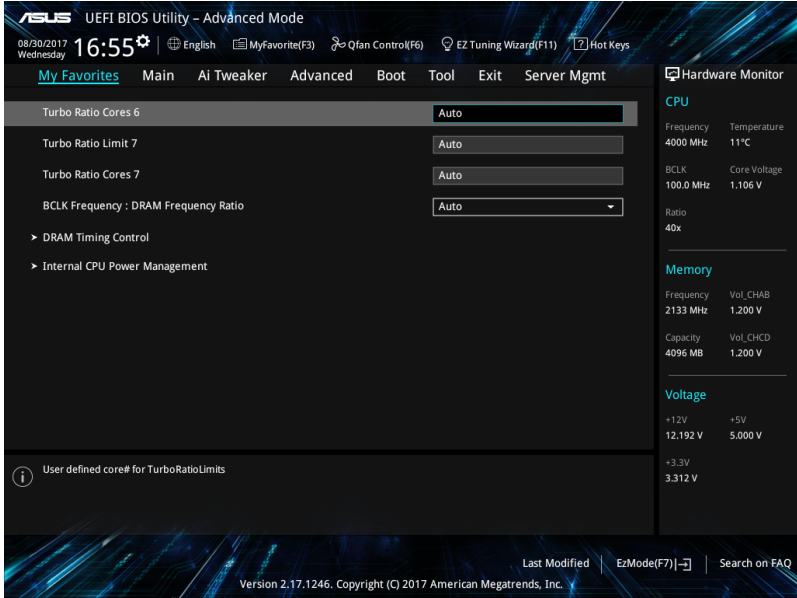 ASUS UEFI BIOS Utility – Advanced Mode
08/30/2017
Wednesday
16:55
English
MyFavorite(F3)
Qfan Control(F6)
EZ Tuning Wizard(F11)
? Hot Keys
My Favorites Main Ai Tweaker Advanced Boot Tool Exit Server Mgmt
Turbo Ratio Cores 6 Auto
Turbo Ratio Limit 7 Auto
Turbo Ratio Cores 7 Auto
BCLK Frequency : DRAM Frequency Ratio Auto
DRAM Timing Control
Internal CPU Power Management
User defined core# for TurboRatioLimits
Hardware Monitor
CPU
Frequency Temperature
4000 MHz 11°C
BCLK Core Voltage
100.0 MHz 1.106 V
Ratio
40x
Memory
Frequency Vol_CHAB
2133 MHz 1.200 V
Capacity Vol_CHCD
4096 MB 1.200 V
Voltage
+12V +5V
12.192 V 5.000 V
+3.3V
3.312 V
Last Modified
EzMode(F7)
Search on FAQ
Version 2.17.1246. Copyright (C) 2017 American Megatrends, Inc.